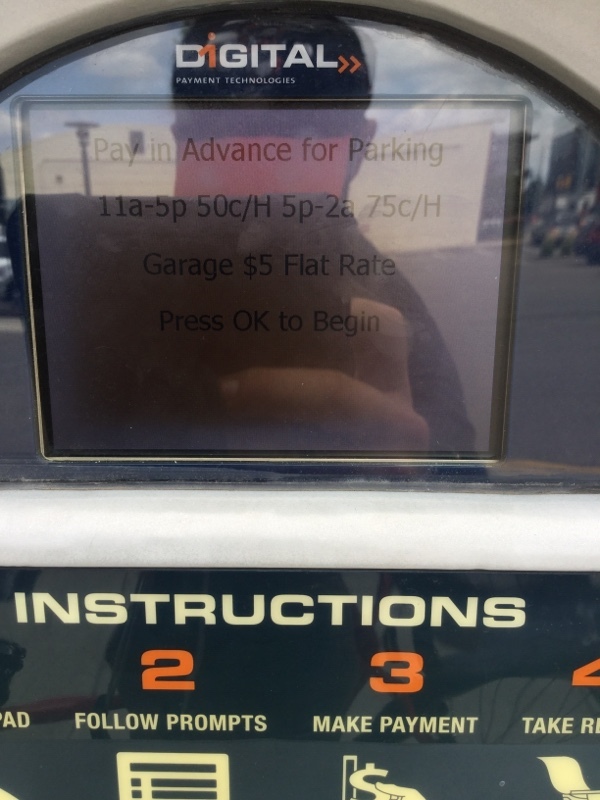 DiGITAL
PAYMENT TECHNOLOGIES
Pay in Advance for Parking
11a-5p 50c/H 5p-2a 75c/H
Garage $5 Flat Rate
Press OK to Begin
INSTRUCTIONS
2 3
FOLLOW PROMPTS MAKE PAYMENT TAKE
$